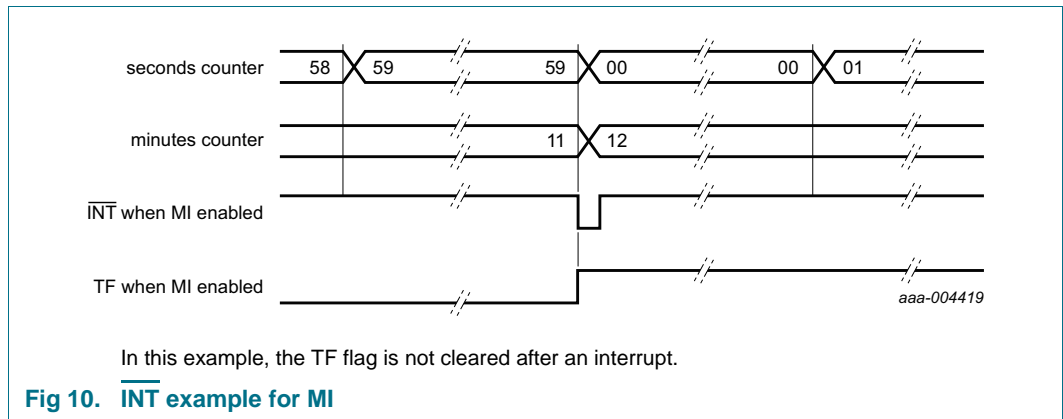 seconds counter 58 59 59 00 00 01
minutes counter 11 12
INT when MI enabled
TF when MI enabled
aaa-004419
In this example, the TF flag is not cleared after an interrupt.
Fig 10. INT example for MI